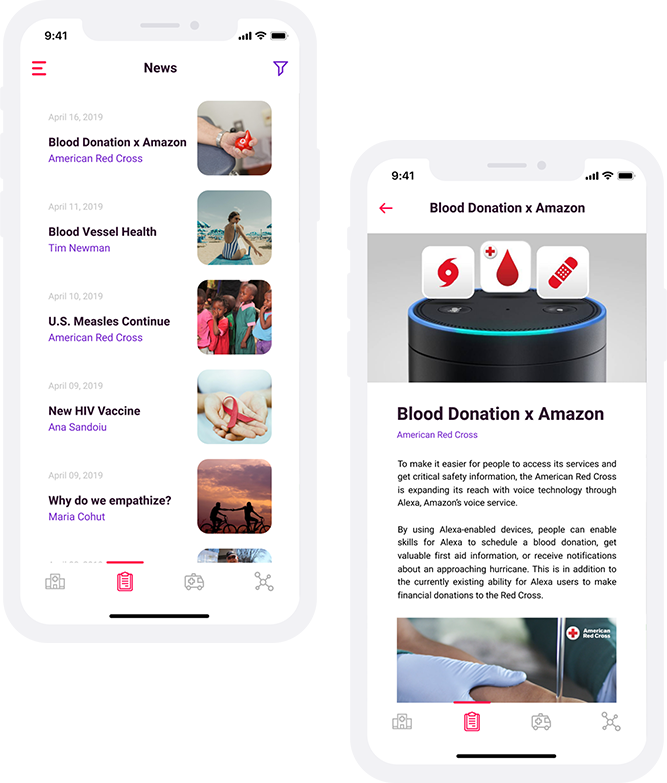 9:41
News
April 16, 2019
Blood Donation x Amazon
American Red Cross
April 11, 2019
Blood Vessel Health
Tim Newman
April 10, 2019
U.S. Measles Continue
American Red Cross
April 09, 2019
New HIV Vaccine
Ana Sandoiu
April 09, 2019
Why do we empathize?
Maria Cohut
9:41
Blood Donation x Amazon
Blood Donation x Amazon
American Red Cross
To make it easier for people to access its services and
get critical safety information, the American Red Cross
is expanding its reach with voice technology through
Alexa, Amazon's voice service.
By using Alexa-enabled devices, people can enable
skills for Alexa to schedule a blood donation, get
valuable first aid information, or receive notifications
about an approaching hurricane. This is in addition to
the currently existing ability for Alexa users to make
financial donations to the Red Cross.
American
Red Cross